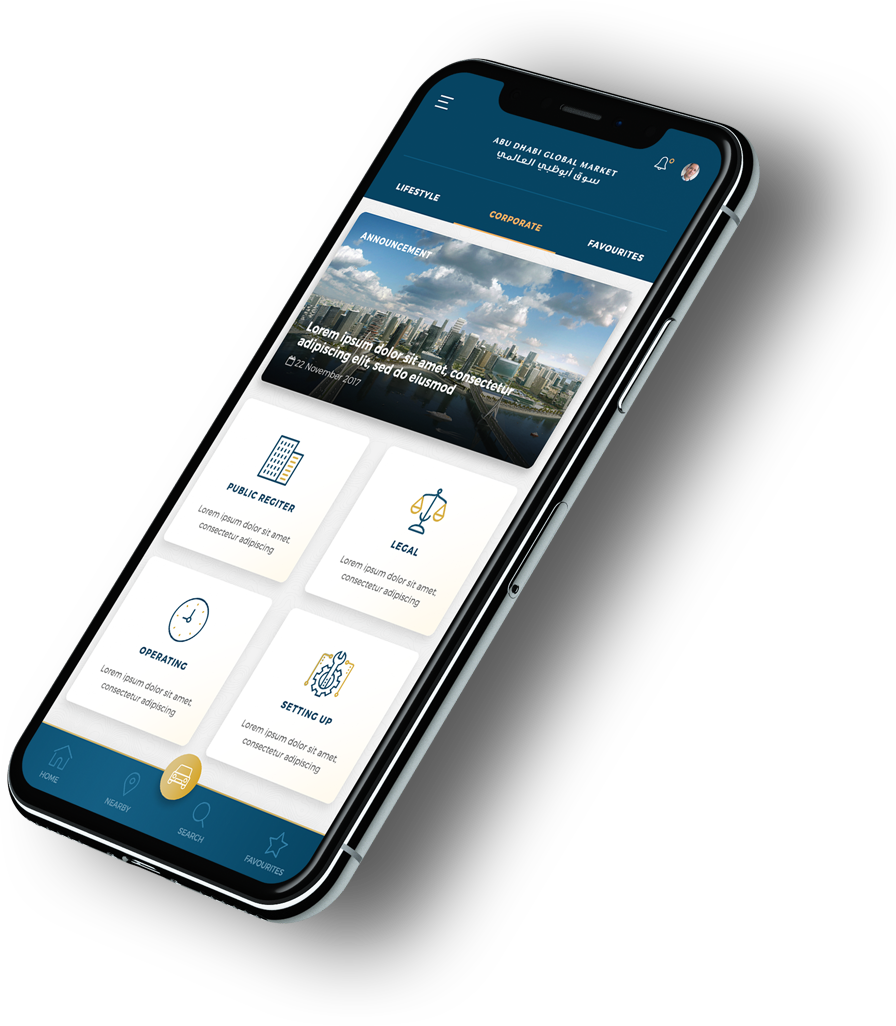 ABU DHABI GLOBAL MARKET
سوق أبوظبي العالمي
LIFESTYLE
CORPORATE
FAVOURITES
ANNOUNCEMENT
Lorem ipsum dolor sit amet, consectetur
adipiscing elit, sed do eiusmod
22 November 2017
PUBLIC REGITER
Lorem ipsum dolor sit amet,
consectetur adipiscing
LEGAL
Lorem ipsum dolor sit amet,
consectetur adipiscing
OPERATING
Lorem ipsum dolor sit amet,
consectetur adipiscing
SETTING UP
Lorem ipsum dolor sit amet,
consectetur adipiscing
HOME
NEARBY
SEARCH
FAVOURITES